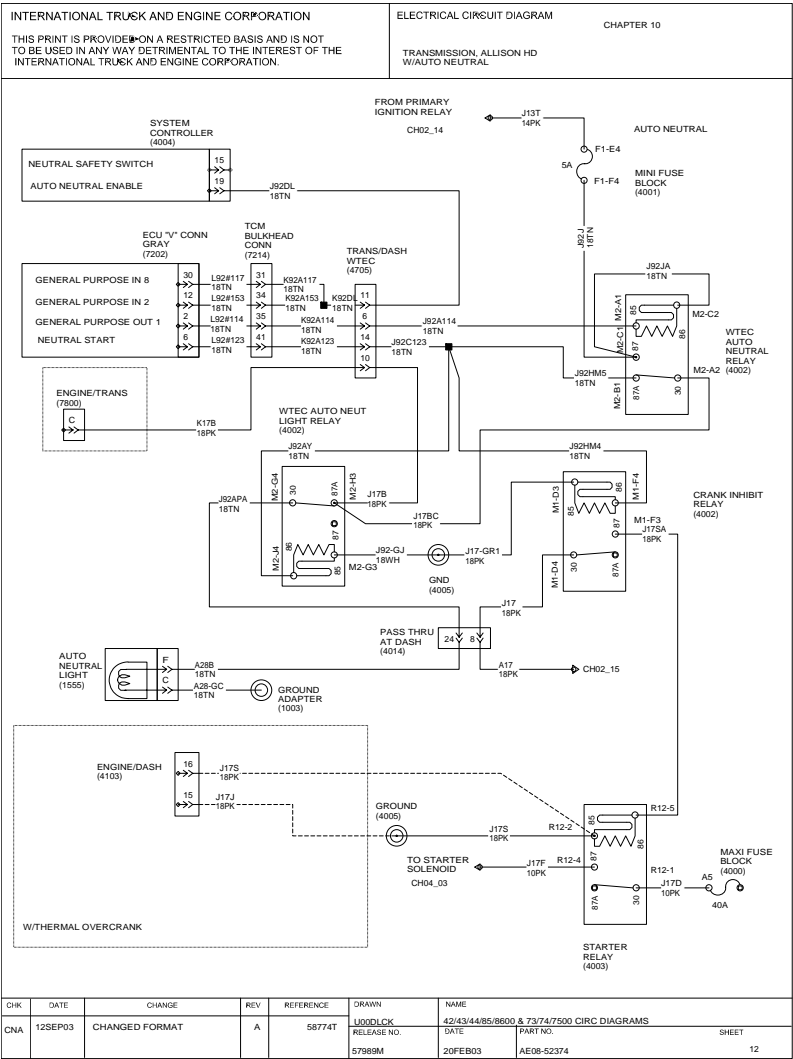 INTERNATIONAL TRUCK AND ENGINE CORPORATION
THIS PRINT IS PROVIDED ON A RESTRICTED BASIS AND IS NOT
TO BE USED IN ANY WAY DETRIMENTAL TO THE INTEREST OF THE
INTERNATIONAL TRUCK AND ENGINE CORPORATION.
ELECTRICAL CIRCUIT DIAGRAM
CHAPTER 10
TRANSMISSION, ALLISON HD
W/AUTO NEUTRAL
FROM PRIMARY
IGNITION RELAY
CH02_14
J13T
14PK
AUTO NEUTRAL
F1-E4
5A
F1-F4
MINI FUSE
BLOCK
(4001)
SYSTEM
CONTROLLER
(4004)
NEUTRAL SAFETY SWITCH
15
AUTO NEUTRAL ENABLE
19
J92DL
18TN
J92J
18TN
ECU "V" CONN
GRAY
(7202)
TCM
BULKHEAD
CONN
(7214)
TRANS/DASH
WTEC
(4705)
GENERAL PURPOSE IN 8
30
L92#117
18TN
31
K92A117
18TN
GENERAL PURPOSE IN 2
12
L92#153
18TN
34
K92A153
18TN
K92DL
18TN
11
GENERAL PURPOSE OUT 1
2
L92#114
18TN
35
K92A114
18TN
6
J92A114
18TN
NEUTRAL START
6
L92#123
18TN
41
K92A123
18TN
14
J92C123
18TN
10
J92JA
18TN
M2-A1
85
M2-C2
86
M2-C1
87
WTEC
AUTO
NEUTRAL
RELAY
(4002)
M2-A2
J92HM5
18TN
M2-B1
87A
30
ENGINE/TRANS
(7800)
C
K17B
18PK
WTEC AUTO NEUT
LIGHT RELAY
(4002)
J92AY
18TN
J92HM4
18TN
J92APA
18TN
M2-G4
30
87A
M2-H3
J17B
18PK
J17BC
18PK
87
M2-J4
86
85
M2-G3
J92-GJ
18WH
J17-GR1
18PK
GND
(4005)
M1-D3
85
86
M1-F4
CRANK INHIBIT
RELAY
(4002)
87
M1-F3
J17SA
18PK
M1-D4
30
87A
J17
18PK
PASS THRU
AT DASH
(4014)
24
8
AUTO
NEUTRAL
LIGHT
(1555)
F
A28B
18TN
C
A28-GC
18TN
GROUND
ADAPTER
(1003)
A17
18PK
CH02_15
ENGINE/DASH
(4103)
16
J17S
18PK
15
J17J
18PK
GROUND
(4005)
J17S
18PK
R12-2
85
86
R12-5
TO STARTER
SOLENOID
CH04_03
J17F
10PK
R12-4
87
R12-1
J17D
10PK
A5
MAXI FUSE
BLOCK
(4000)
40A
87A
30
W/THERMAL OVERCRANK
STARTER
RELAY
(4003)
CHK
DATE
CHANGE
REV
REFERENCE
DRAWN
NAME
CNA
12SEP03
CHANGED FORMAT
A
58774T
U00DLCK
42/43/44/85/8600 & 73/74/7500 CIRC DIAGRAMS
RELEASE NO.
DATE
PART NO.
SHEET
57989M
20FEB03
AE08-52374
12